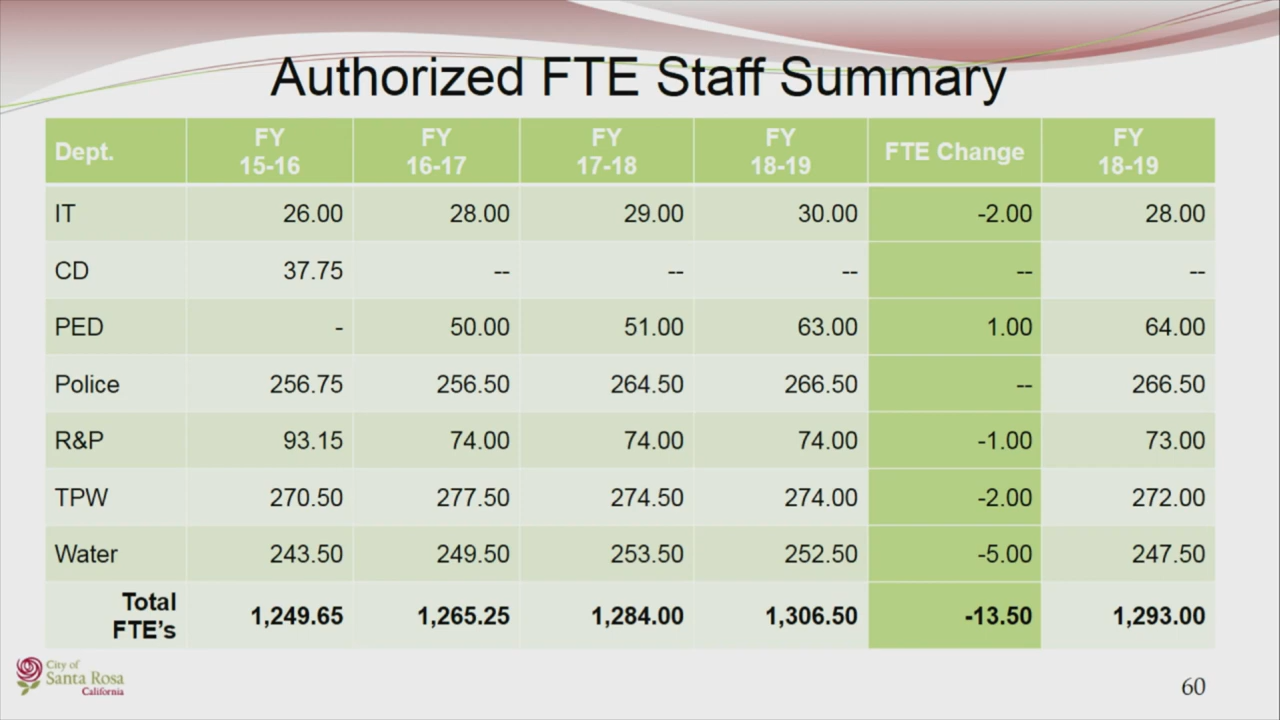 Authorized FTE Staff Summary
Dept. FY 15-16 FY 16-17 FY 17-18 FY 18-19 FTE Change FY 18-19
IT 26.00 28.00 29.00 30.00 -2.00 28.00
CD 37.75 -- -- -- -- --
PED - 50.00 51.00 63.00 1.00 64.00
Police 256.75 256.50 264.50 266.50 -- 266.50
R&P 93.15 74.00 74.00 74.00 -1.00 73.00
TPW 270.50 277.50 274.50 274.00 -2.00 272.00
Water 243.50 249.50 253.50 252.50 -5.00 247.50
Total FTE's 1,249.65 1,265.25 1,284.00 1,306.50 -13.50 1,293.00
City of
Santa Rosa
California
60